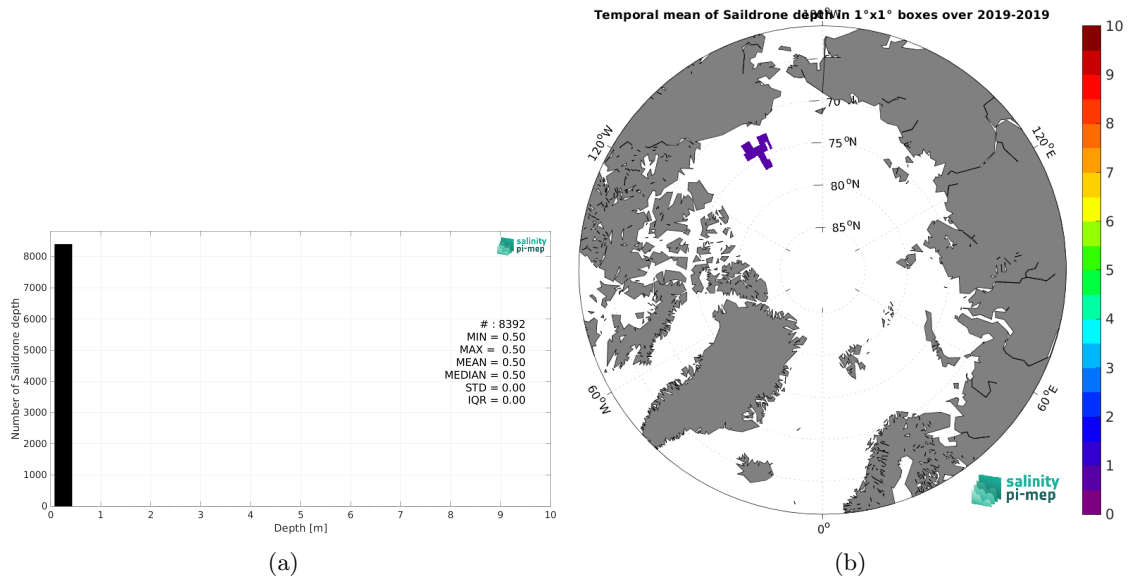 8000
7000
6000
5000
4000
3000
2000
1000
0
Number of Saildrone depth
salinity
pi-mep
# : 8392
MIN = 0.50
MAX = 0.50
MEAN = 0.50
MEDIAN = 0.50
STD = 0.00
IQR = 0.00
0 1 2 3 4 5 6 7 8 9 10
Depth [m]
(a)
Temporal mean of Saildrone depth in 1°x1° boxes over 2019-2019
180°W
120°W
120°E
70°N
75°N
80°N
85°N
60°W
60°E
0°
salinity
pi-mep
10
9
8
7
6
5
4
3
2
1
0
(b)